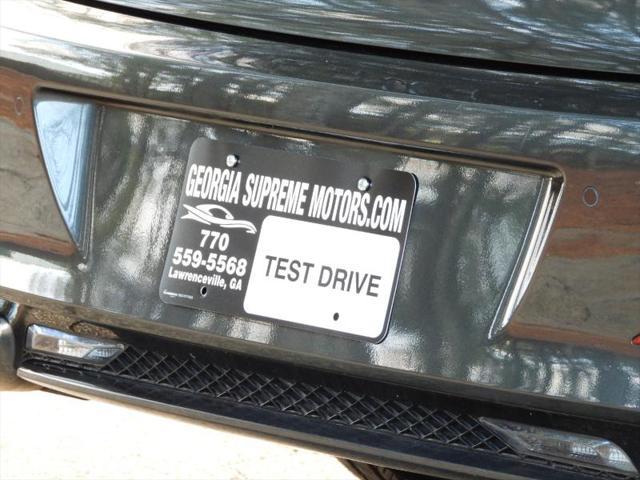 GEORGIA SUPREME MOTORS.COM
770
559-5568
Lawrenceville, GA
TEST DRIVE